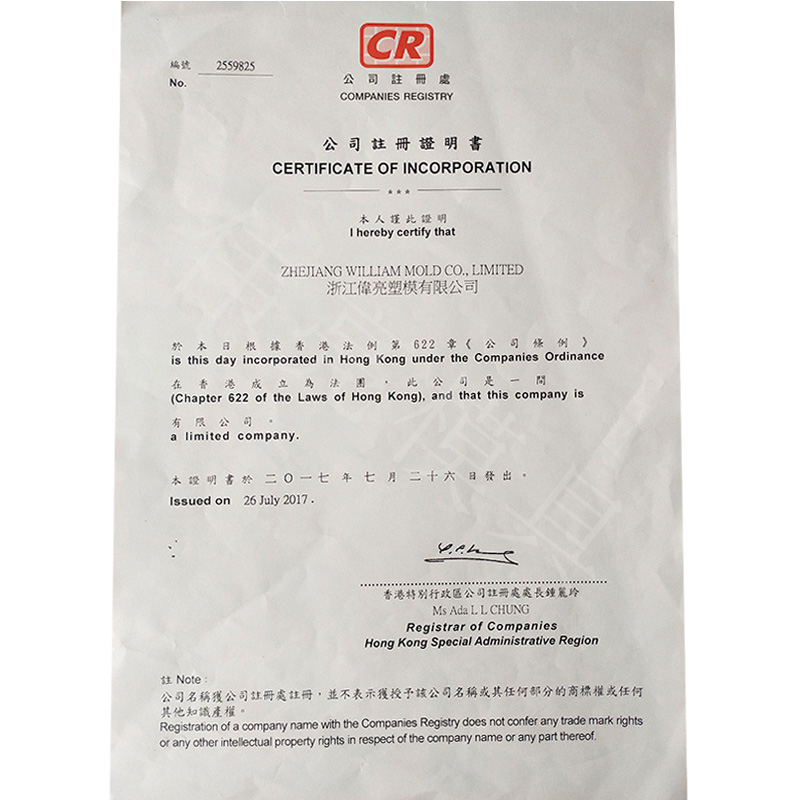 CR
編號 2559825
No.
公司註冊處
COMPANIES REGISTRY
公司註冊證明書
CERTIFICATE OF INCORPORATION
***
本人謹此證明
I hereby certify that
ZHEJIANG WILLIAM MOLD CO., LIMITED
浙江偉亮塑模有限公司
於本日根據香港法例第622章《公司條例》
is this day incorporated in Hong Kong under the Companies Ordinance
在香港成立為法團，此公司是一間
(Chapter 622 of the Laws of Hong Kong), and that this company is
有限公司。
a limited company.
本證明書於二〇一七年七月二十六日發出。
Issued on 26 July 2017.
香港特別行政區公司註冊處處長鍾麗玲
Ms Ada L L CHUNG
Registrar of Companies
Hong Kong Special Administrative Region
註 Note:
公司名稱獲公司註冊處註冊，並不表示獲授予該公司名稱或其任何部分的商標權或任何
其他知識產權。
Registration of a company name with the Companies Registry does not confer any trade mark rights
or any other intellectual property rights in respect of the company name or any part thereof.